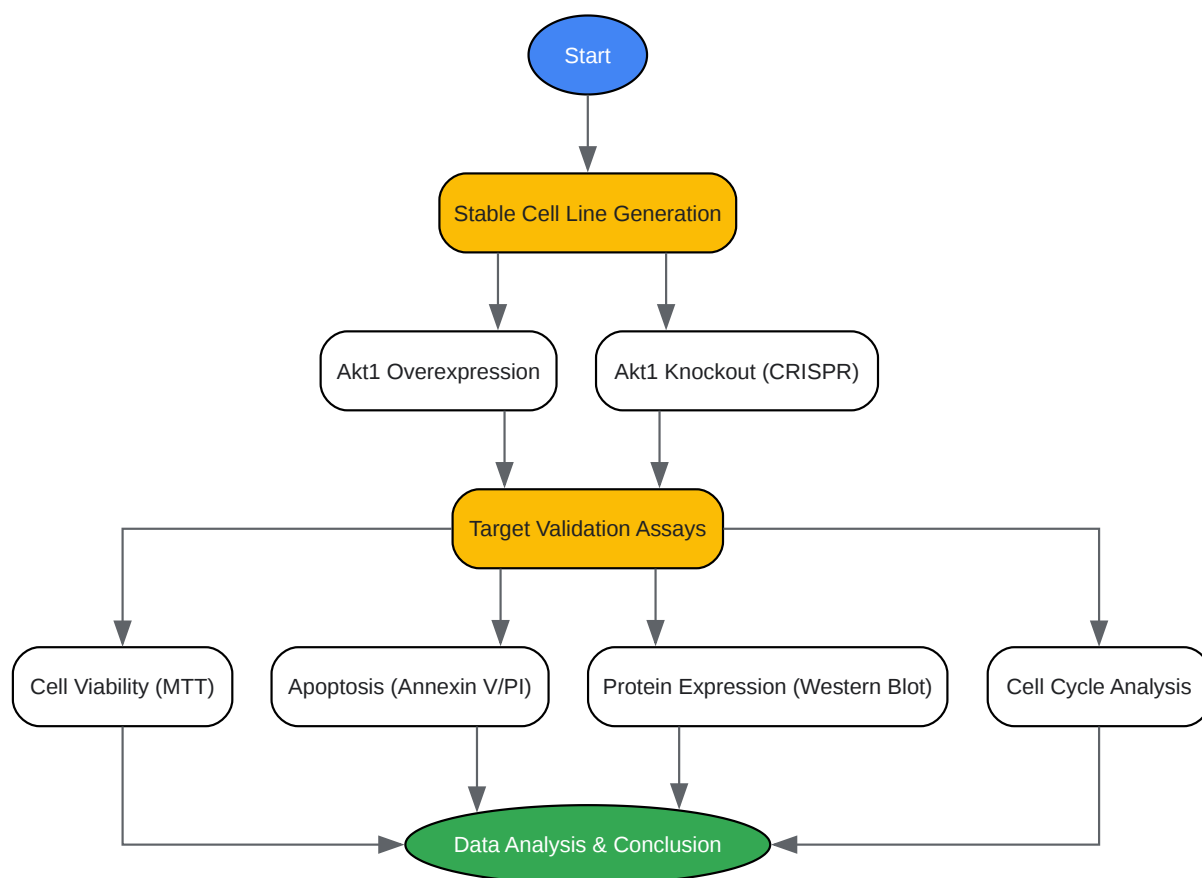 Start
Stable Cell Line Generation
Akt1 Overexpression
Akt1 Knockout (CRISPR)
Target Validation Assays
Cell Viability (MTT)
Apoptosis (Annexin V/PI)
Protein Expression (Western Blot)
Cell Cycle Analysis
Data Analysis & Conclusion